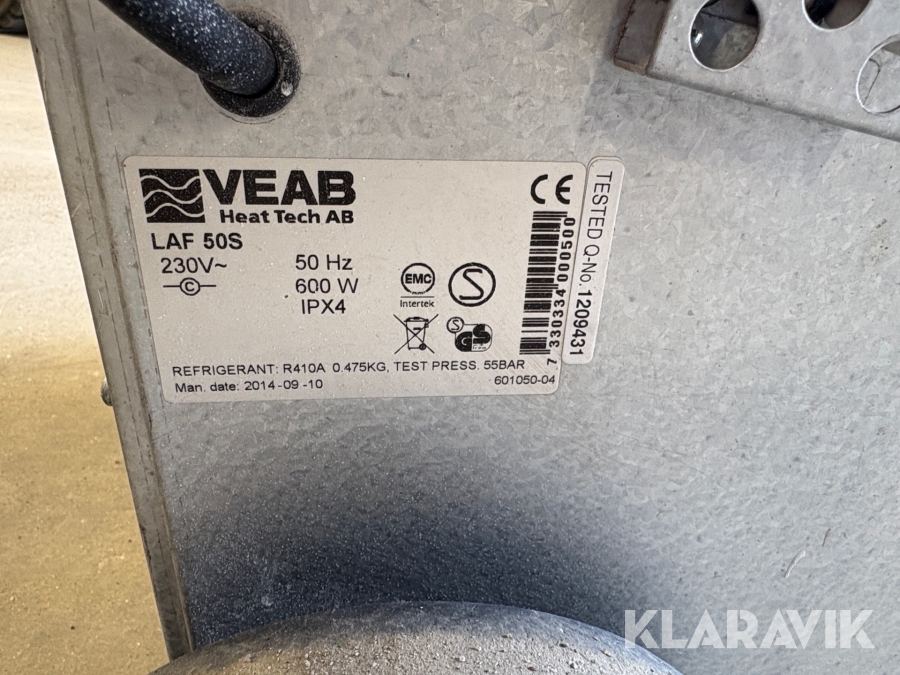 VEAB
Heat Tech AB
LAF 50S
230V~ 50 Hz
600 W
IPX4
C
EMC
Intertek
S
S
GS
CE
7 330334 000500
REFRIGERANT: R410A 0.475KG, TEST PRESS. 55BAR
Man. date: 2014-09-10
601050-04
TESTED Q-No. 1209431
KLARAVIK